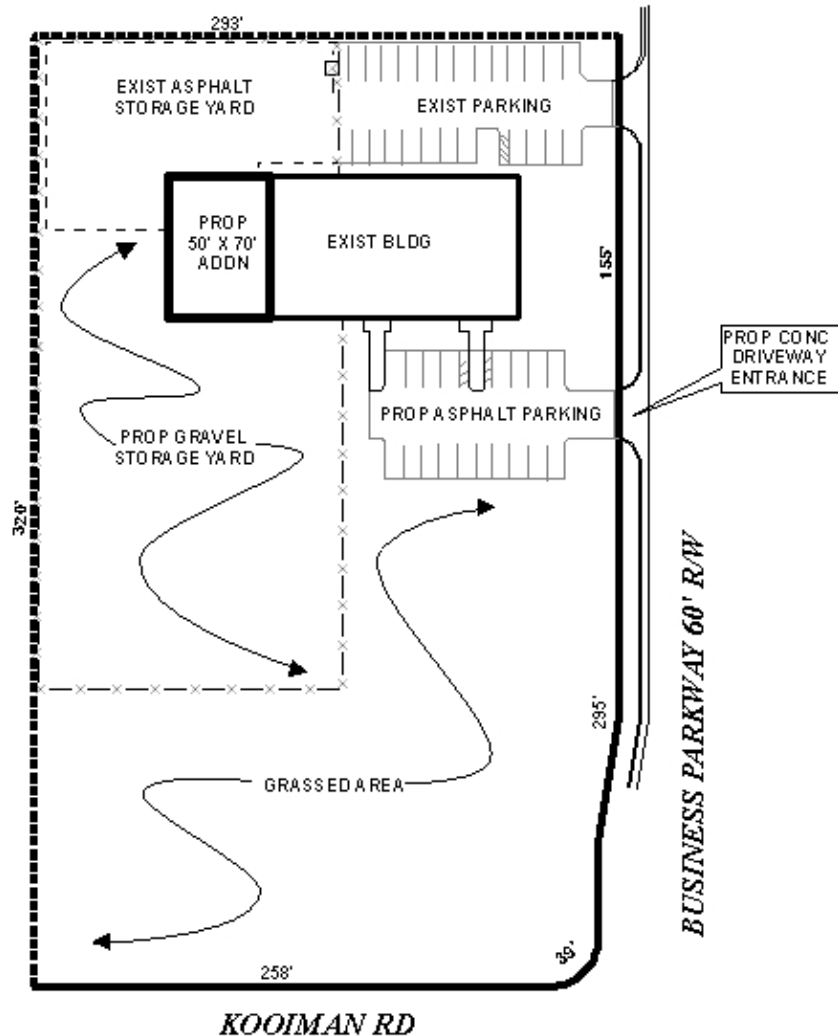 293'
EXIST ASPHALT
STORAGE YARD
EXIST PARKING
PROP
50' X 70'
ADDN
EXIST BLDG
155'
PROP CONC
DRIVEWAY
ENTRANCE
PROP ASPHALT PARKING
PROP GRAVEL
STORAGE YARD
320'
BUSINESS PARKWAY 60' R/W
295'
GRASSED AREA
39'
258'
KOOIMAN RD